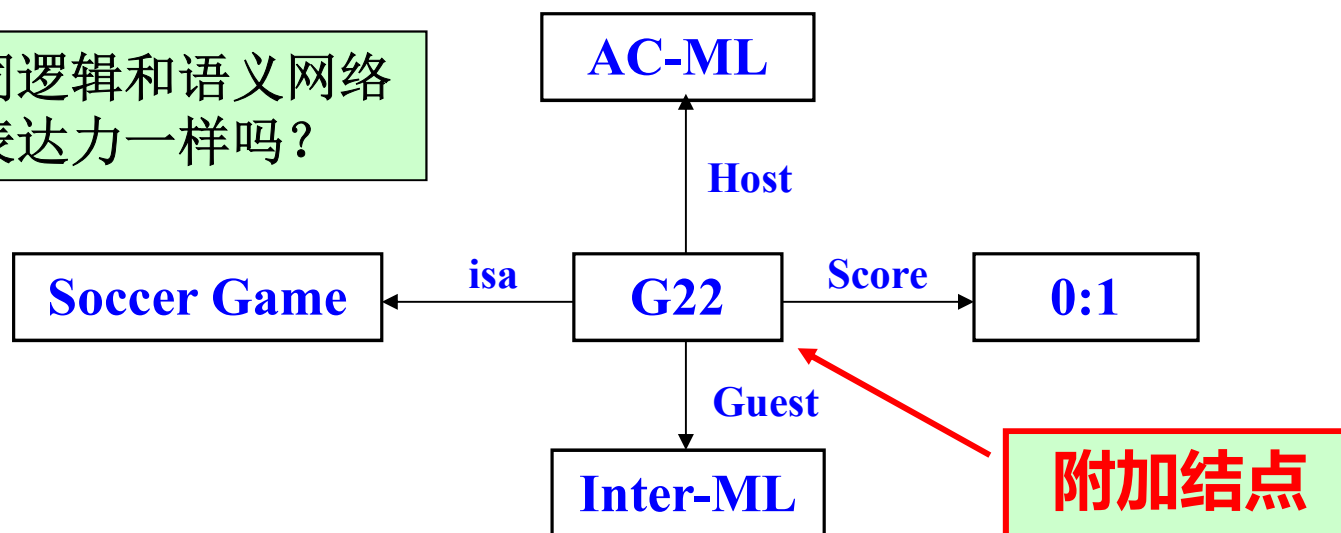 AC-ML
词逻辑和语义网络
表达力一样吗？
Host
Soccer Game
isa
G22
Score
0:1
Guest
Inter-ML
附加结点